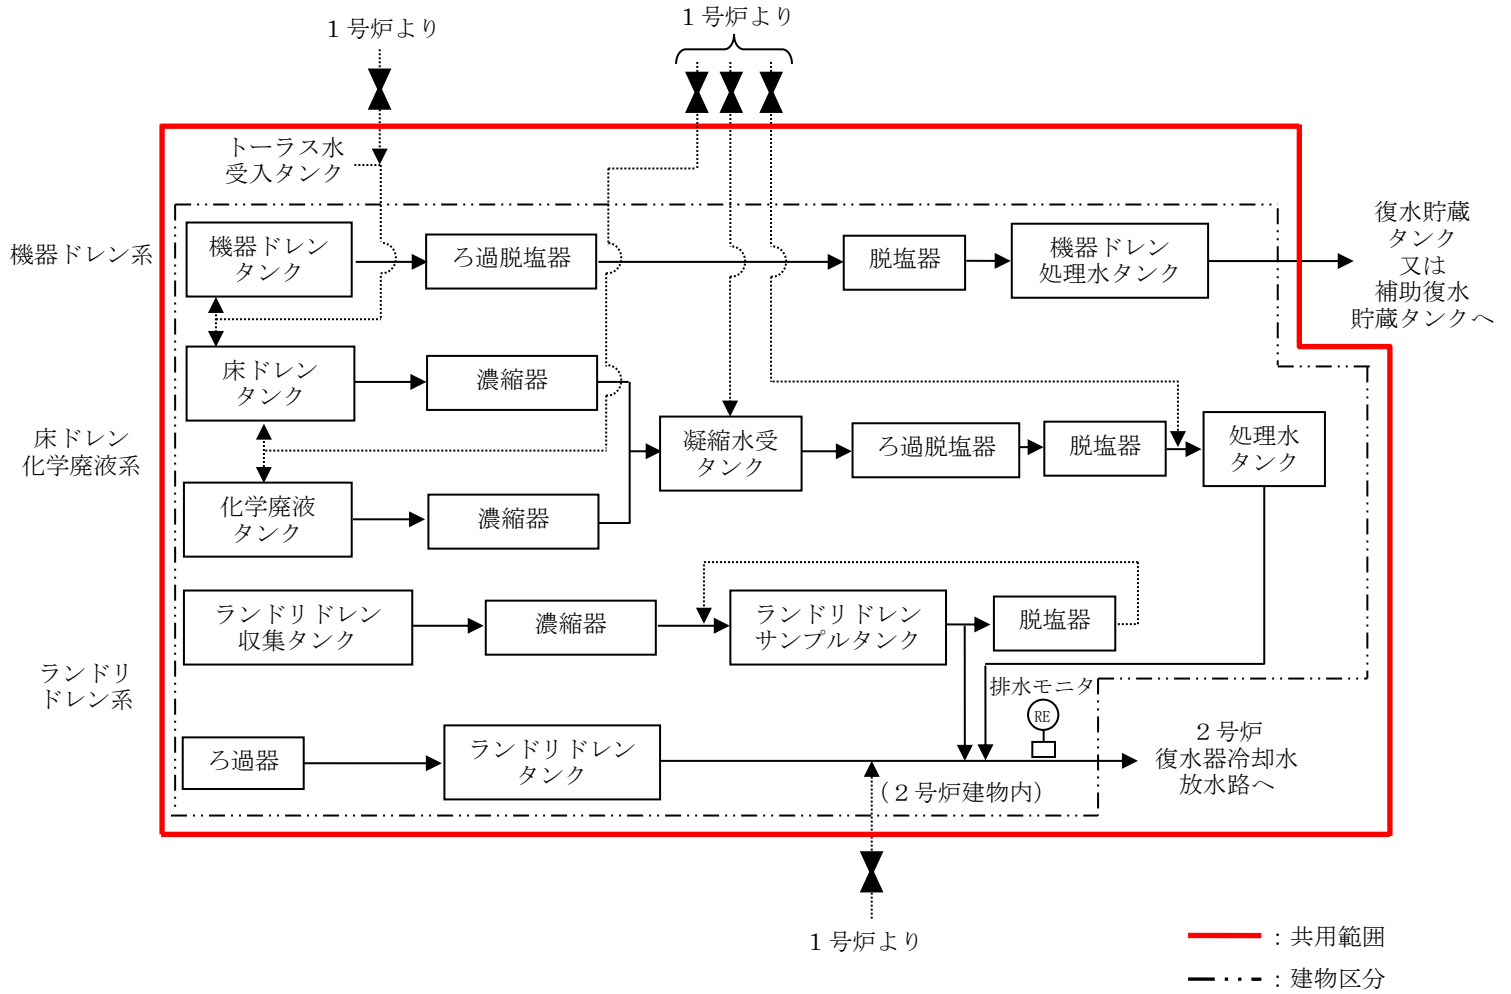 1号炉より
1号炉より
トーラス水
受入タンク
機器ドレン系
機器ドレン
タンク
ろ過脱塩器
脱塩器
機器ドレン
処理水タンク
復水貯蔵
タンク
又は
補助復水
貯蔵タンクへ
床ドレン
タンク
濃縮器
床ドレン
化学廃液系
凝縮水受
タンク
ろ過脱塩器
脱塩器
処理水
タンク
化学廃液
タンク
濃縮器
ランドリドレン
収集タンク
濃縮器
ランドリドレン
サンプルタンク
脱塩器
ランドリ
ドレン系
排水モニタ
RE
ろ過器
ランドリドレン
タンク
(2号炉建物内)
2号炉
復水器冷却水
放水路へ
1号炉より
:共用範囲
:建物区分